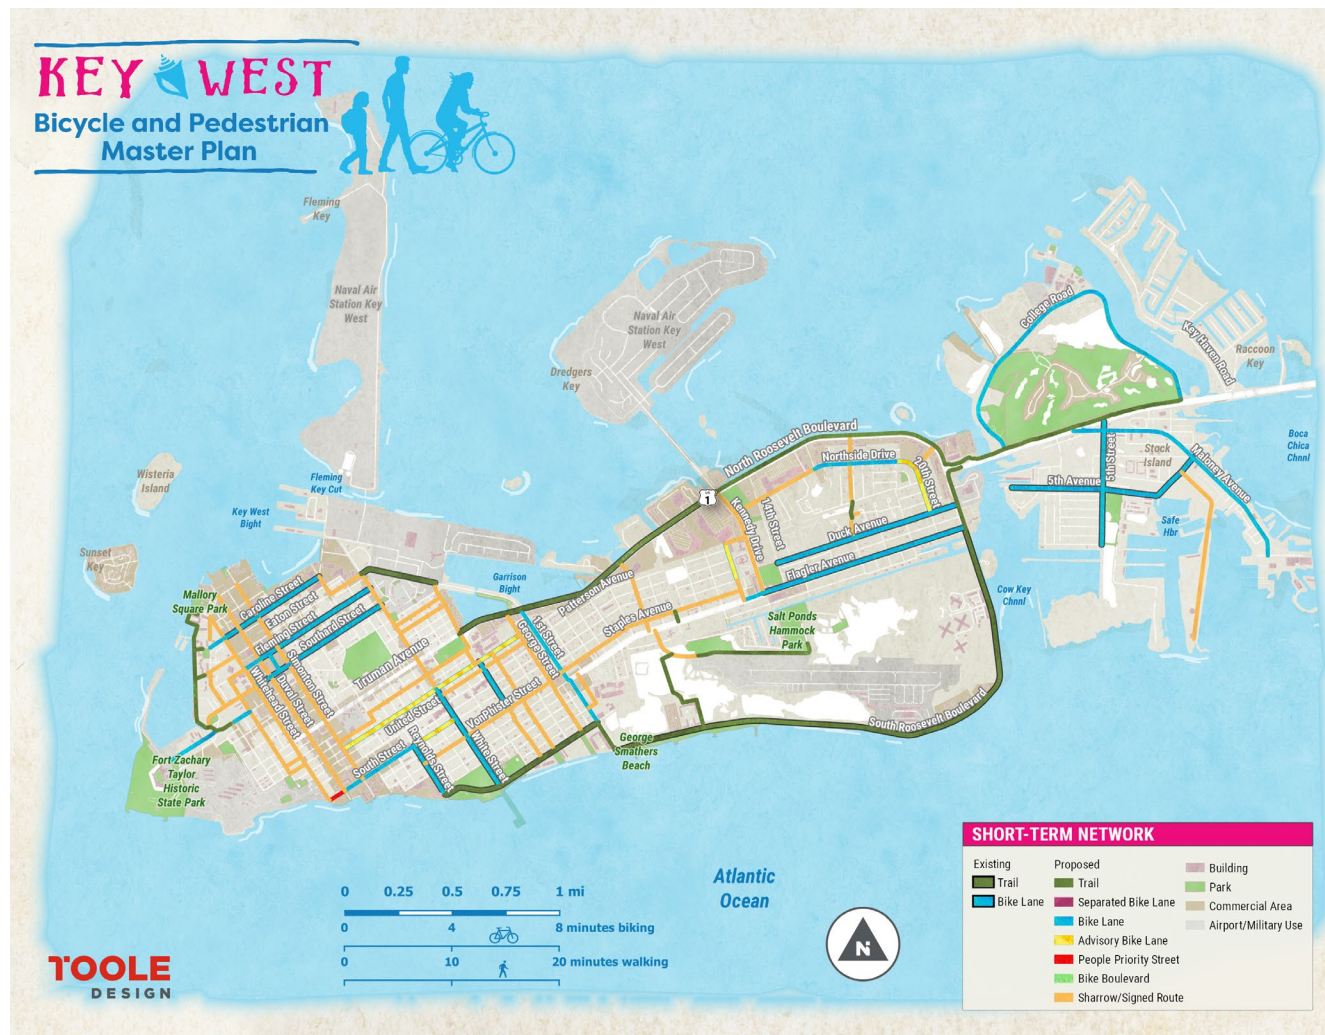 KEY WEST
Bicycle and Pedestrian
Master Plan
Fleming
Key
Naval Air
Station Key
West
Naval Air
Station Key
West
Dredgers
Key
College Road
Key Haven Road
Raccoon
Key
North Roosevelt Boulevard
Northside Drive
20th Street
5th Street
Stock
Island
Maloney Avenue
Boca
Chica
Chnnl
5th Avenue
Safe
Hbr
Wisteria
Island
Fleming
Key Cut
Key West
Bight
US
1
Kennedy Drive
14th Street
Duck Avenue
Flagler Avenue
Sunset
Key
Garrison
Bight
Patterson Avenue
Staples Avenue
Cow Key
Chnnl
Mallory
Square Park
Caroline Street
Eaton Street
Fleming Street
Southard Street
Salt Ponds
Hammock
Park
1st Street
George Street
Truman Avenue
Simonton Street
Duval Street
Whitehead Street
United Street
VonPhister Street
White Street
Reynolds Street
South Street
South Roosevelt Boulevard
George
Smathers
Beach
Fort Zachary
Taylor
Historic
State Park
Atlantic
Ocean
0 0.25 0.5 0.75 1 mi
0 4 8 minutes biking
0 10 20 minutes walking
N
TOOLE
DESIGN
SHORT-TERM NETWORK
Existing
Trail
Bike Lane
Proposed
Trail
Separated Bike Lane
Bike Lane
Advisory Bike Lane
People Priority Street
Bike Boulevard
Sharrow/Signed Route
Building
Park
Commercial Area
Airport/Military Use